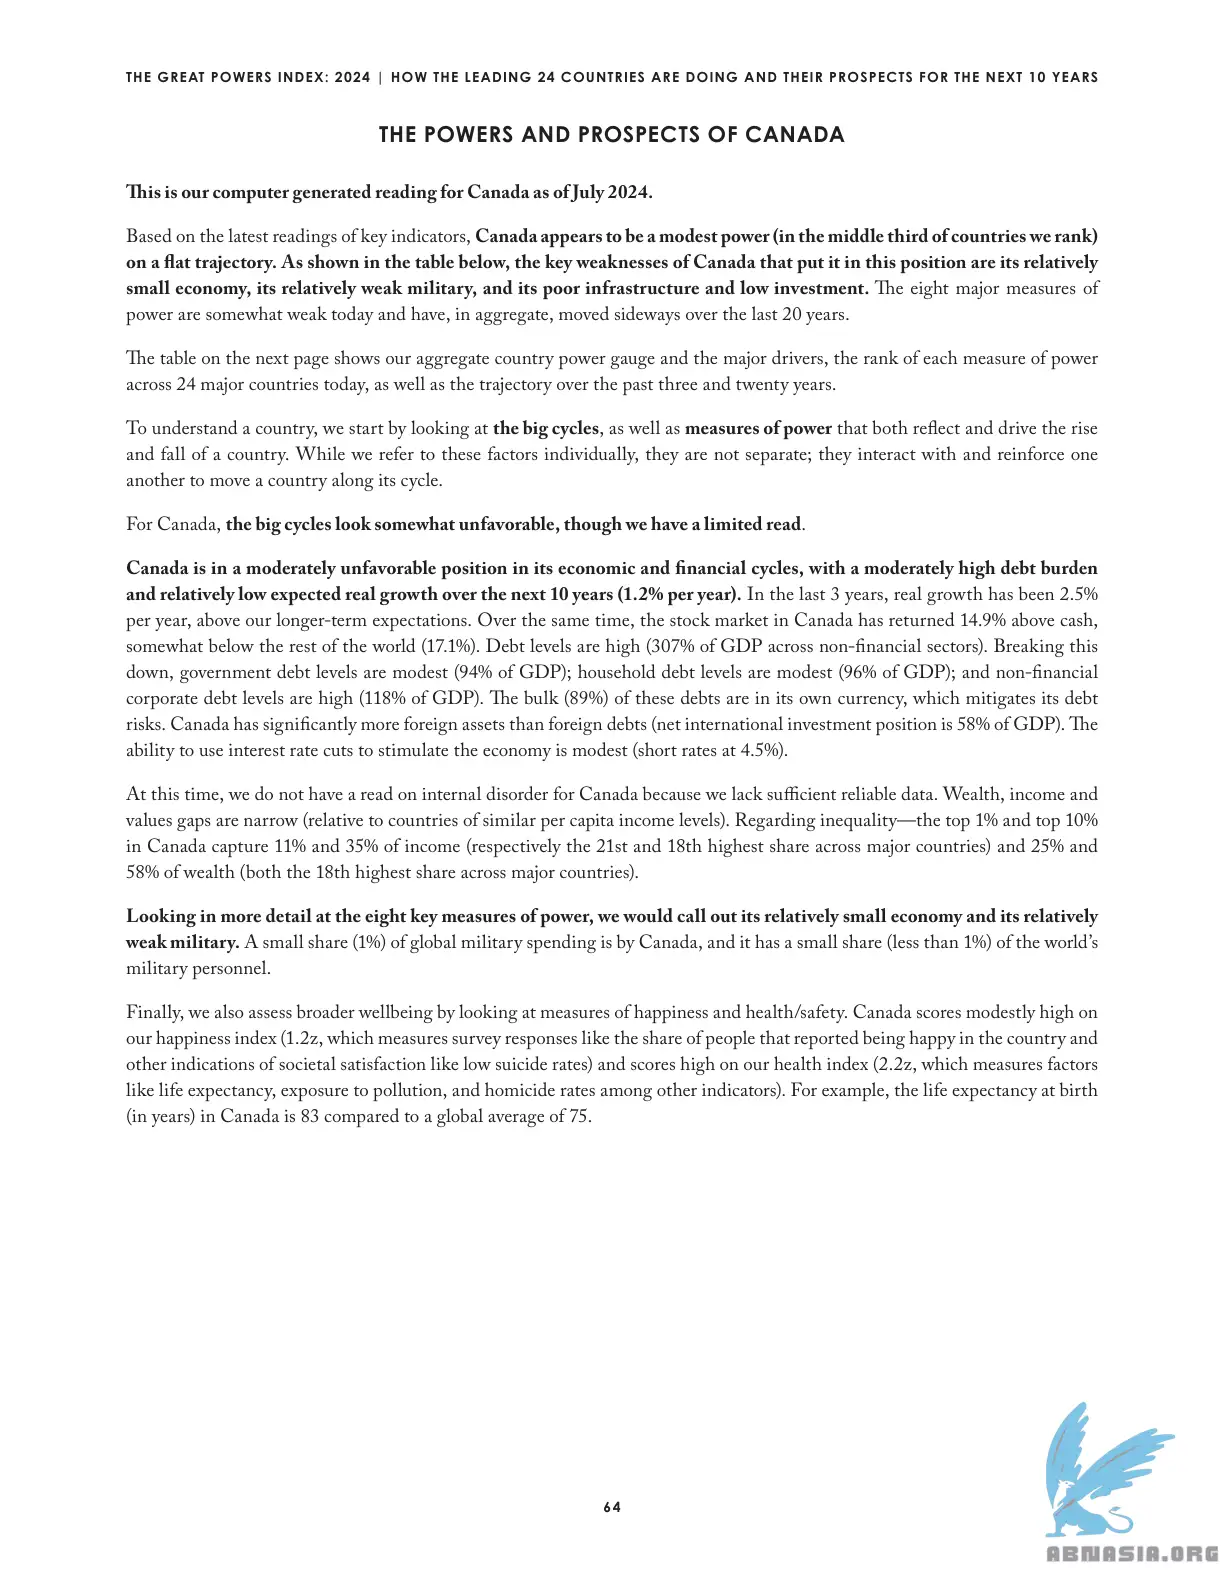 THE GREAT POWERS INDEX: 2024 | HOW THE LEADING 24 COUNTRIES ARE DOING AND THEIR PROSPECTS FOR THE NEXT 10 YEARS
THE POWERS AND PROSPECTS OF CANADA
This is our computer generated reading for Canada as of July 2024.
Based on the latest readings of key indicators, Canada appears to be a modest power (in the middle third of countries we rank)
on a flat trajectory. As shown in the table below, the key weaknesses of Canada that put it in this position are its relatively
small economy, its relatively weak military, and its poor infrastructure and low investment. The eight major measures of
power are somewhat weak today and have, in aggregate, moved sideways over the last 20 years.
The table on the next page shows our aggregate country power gauge and the major drivers, the rank of each measure of power
across 24 major countries today, as well as the trajectory over the past three and twenty years.
To understand a country, we start by looking at the big cycles, as well as measures of power that both reflect and drive the rise
and fall of a country. While we refer to these factors individually, they are not separate; they interact with and reinforce one
another to move a country along its cycle.
For Canada, the big cycles look somewhat unfavorable, though we have a limited read.
Canada is in a moderately unfavorable position in its economic and financial cycles, with a moderately high debt burden
and relatively low expected real growth over the next 10 years (1.2% per year). In the last 3 years, real growth has been 2.5%
per year, above our longer-term expectations. Over the same time, the stock market in Canada has returned 14.9% above cash,
somewhat below the rest of the world (17.1%). Debt levels are high (307% of GDP across non-financial sectors). Breaking this
down, government debt levels are modest (94% of GDP); household debt levels are modest (96% of GDP); and non-financial
corporate debt levels are high (118% of GDP). The bulk (89%) of these debts are in its own currency, which mitigates its debt
risks. Canada has significantly more foreign assets than foreign debts (net international investment position is 58% of GDP). The
ability to use interest rate cuts to stimulate the economy is modest (short rates at 4.5%).
At this time, we do not have a read on internal disorder for Canada because we lack sufficient reliable data. Wealth, income and
values gaps are narrow (relative to countries of similar per capita income levels). Regarding inequality—the top 1% and top 10%
in Canada capture 11% and 35% of income (respectively the 21st and 18th highest share across major countries) and 25% and
58% of wealth (both the 18th highest share across major countries).
Looking in more detail at the eight key measures of power, we would call out its relatively small economy and its relatively
weak military. A small share (1%) of global military spending is by Canada, and it has a small share (less than 1%) of the world's
military personnel.
Finally, we also assess broader wellbeing by looking at measures of happiness and health/safety. Canada scores modestly high on
our happiness index (1.2z, which measures survey responses like the share of people that reported being happy in the country and
other indications of societal satisfaction like low suicide rates) and scores high on our health index (2.2z, which measures factors
like life expectancy, exposure to pollution, and homicide rates among other indicators). For example, the life expectancy at birth
(in years) in Canada is 83 compared to a global average of 75.
64
ABNASIA.ORG